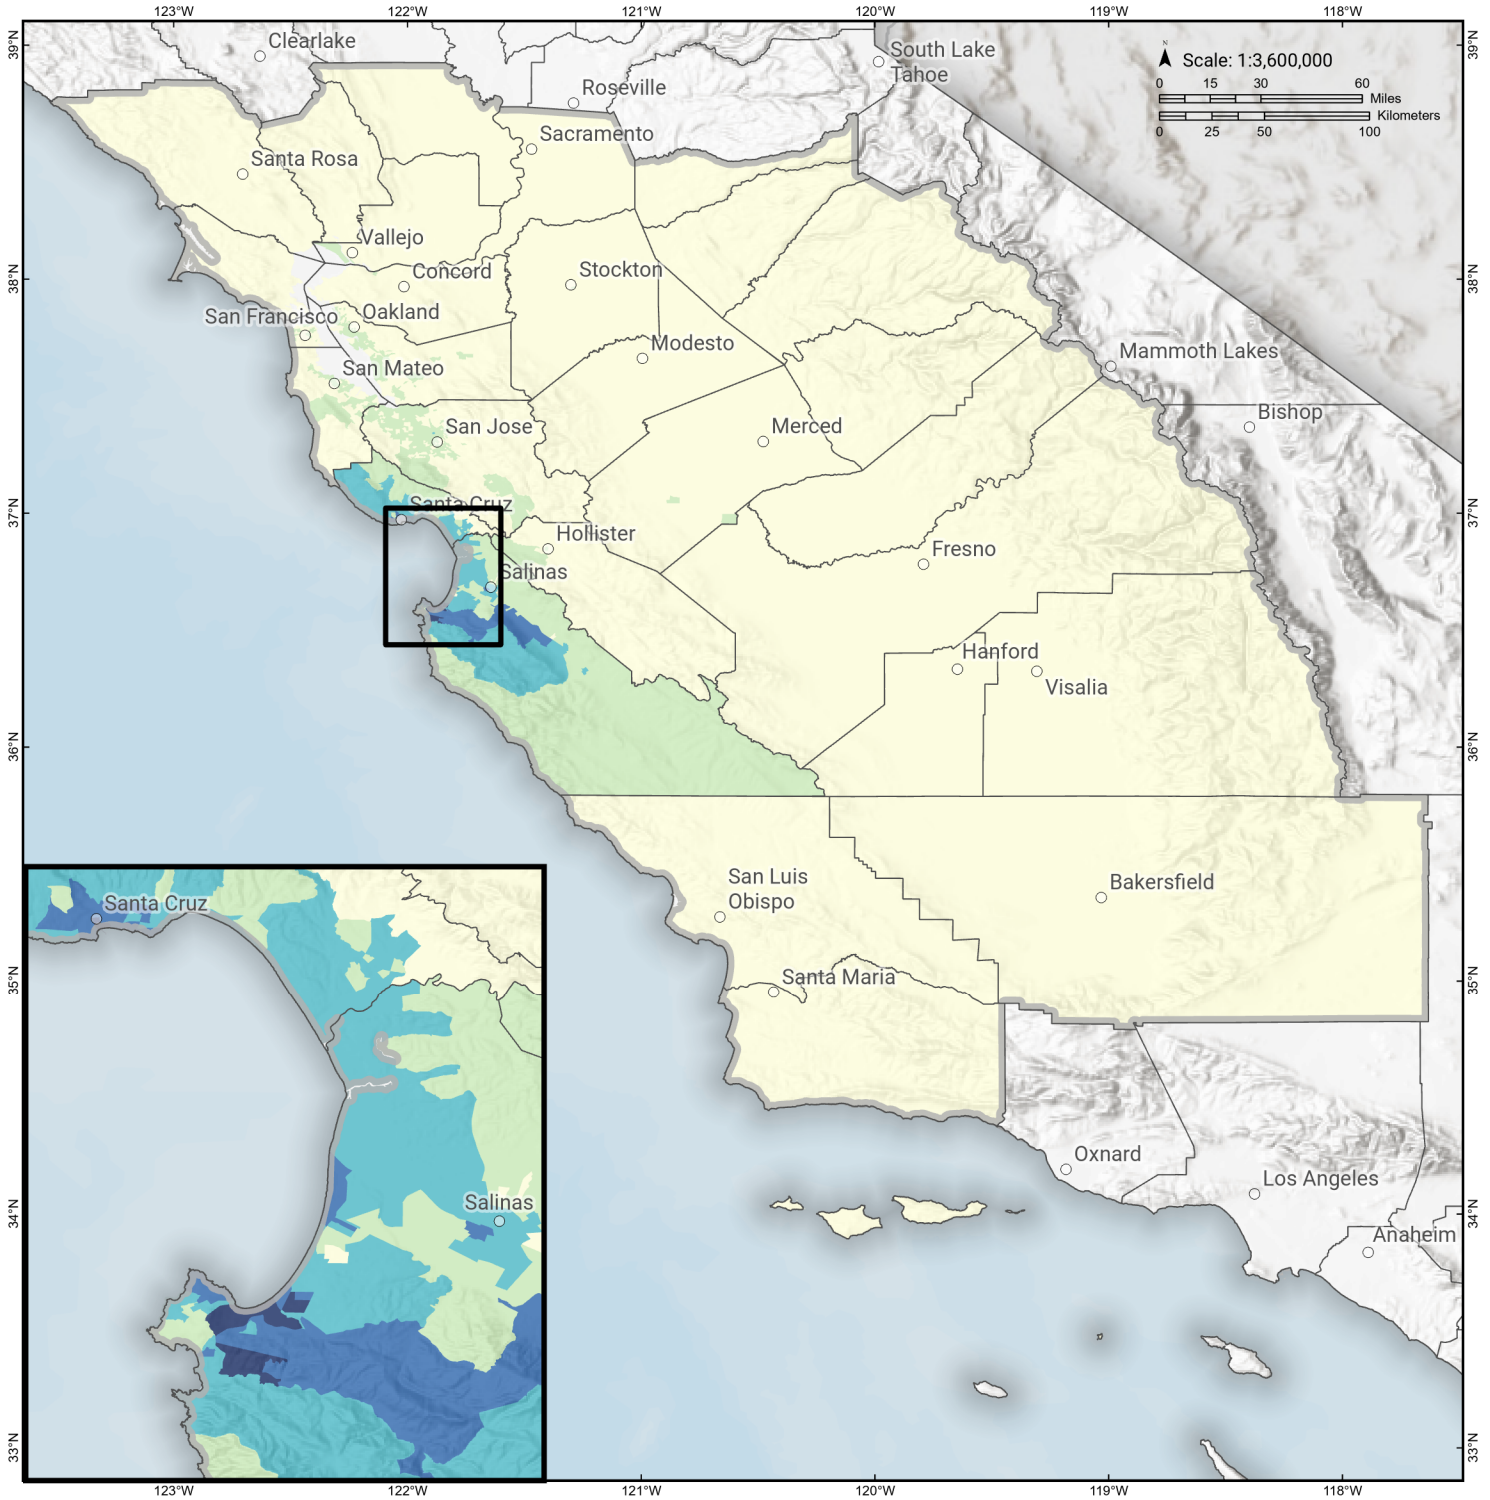 123°W 122°W 121°W 120°W 119°W 118°W
39°N
39°N
Clearlake
South Lake
Tahoe
N
Scale: 1:3,600,000
0 15 30 60
Miles
Kilometers
0 25 50 100
Roseville
Sacramento
Santa Rosa
Vallejo
Concord
Stockton
38°N
38°N
San Francisco
Oakland
Modesto
Mammoth Lakes
San Mateo
Bishop
San Jose
Merced
Santa Cruz
37°N
37°N
Hollister
Fresno
Salinas
Hanford
Visalia
36°N
36°N
San Luis
Obispo
Bakersfield
Santa Cruz
Santa Maria
35°N
35°N
Oxnard
Los Angeles
Salinas
34°N
34°N
Anaheim
33°N
33°N
123°W 122°W 121°W 120°W 119°W 118°W